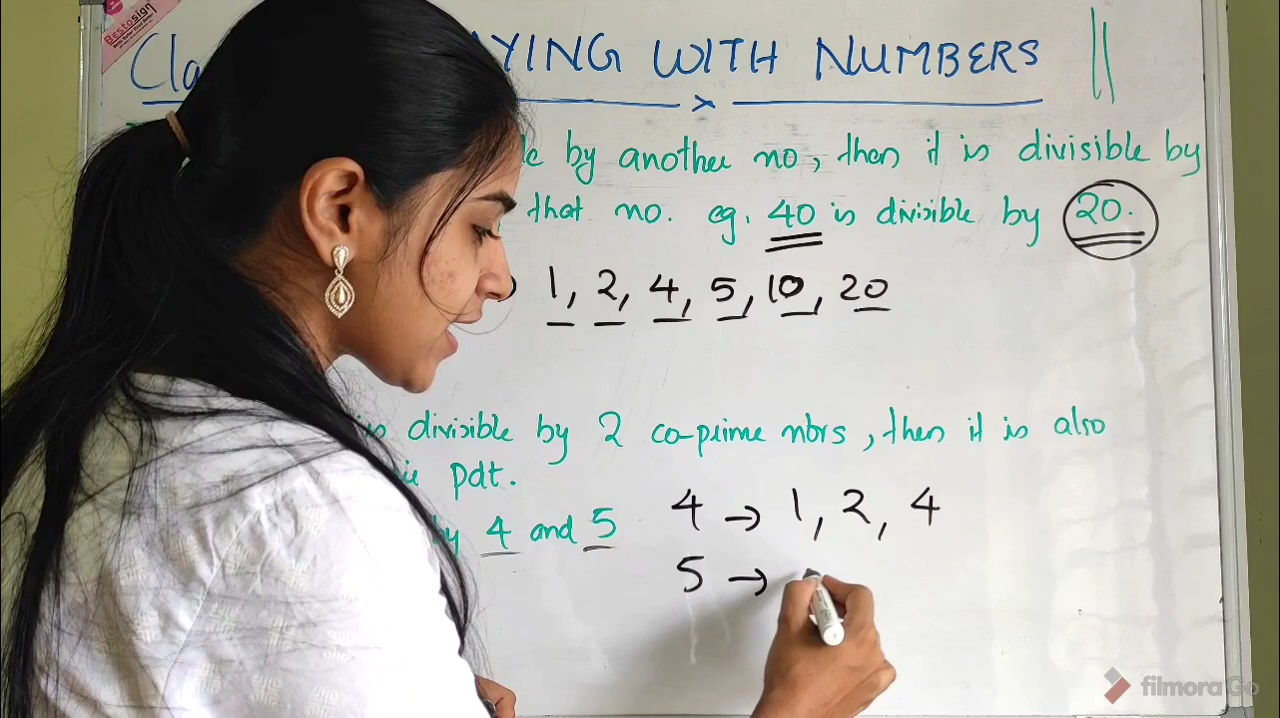 Bestosign
Cla AYING WITH NUMBERS
le by another no, then it is divisible by
that no. eg. 40 is divisible by 20.
1, 2, 4, 5, 10, 20
is divisible by 2 co-prime nbrs, then it is also
pdt.
by 4 and 5
4 → 1, 2, 4
5 →
filmora Go